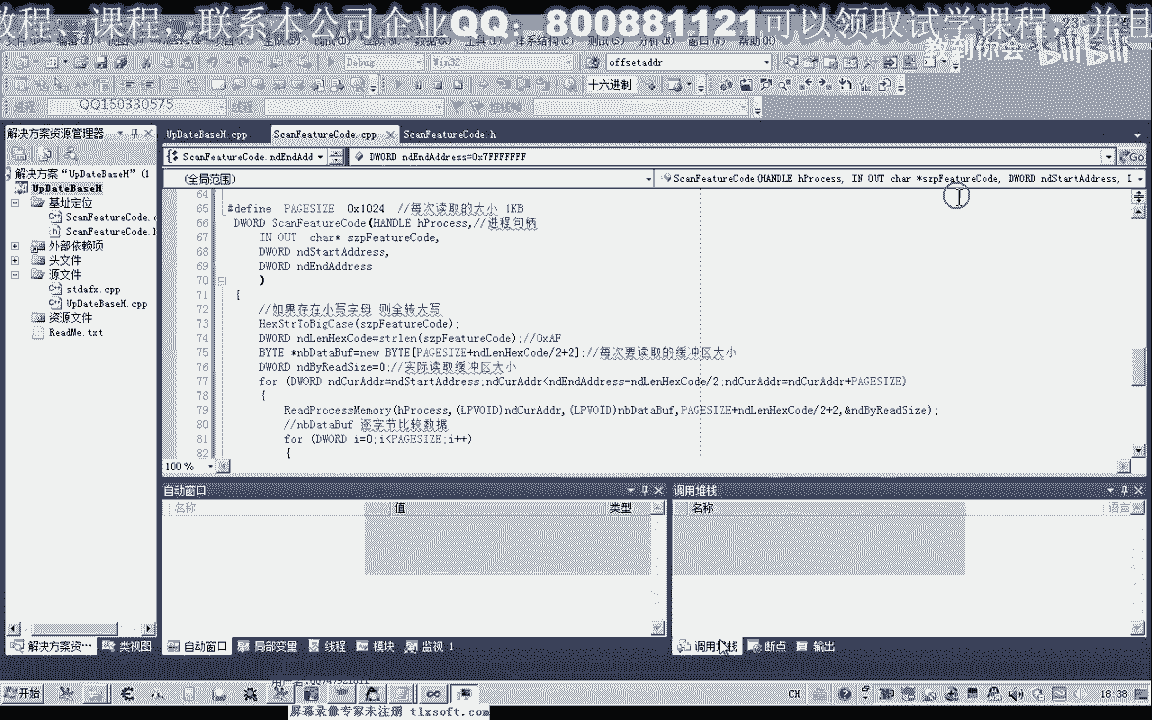 教程、课程，联系本公司企业QQ：800881121可以领取试学课程，并且
教到你会 bilibili
Debug Win32 offsetaddr
十六进制
QQ150330575
解决方案资源管理器
解决方案"UpDateBaseH" (1
UpDateBaseH
基址定位
ScanFeatureCode.c
ScanFeatureCode.h
外部依赖项
头文件
源文件
stdafx.cpp
UpDateBaseH.cpp
资源文件
ReadMe.txt
解决方案资… 类视图
UpDateBaseH.cpp ScanFeatureCode.cpp ScanFeatureCode.h
ScanFeatureCode.ndEndAdd DWORD ndEndAddress=0x7FFFFFFF Go
(全局范围) ScanFeatureCode(HANDLE hProcess, IN OUT char *szpFeatureCode, DWORD ndStartAddress, I
64
65 #define PAGESIZE 0x1024 //每次读取的大小 1KB
66 DWORD ScanFeatureCode(HANDLE hProcess,//进程句柄
67 IN OUT char* szpFeatureCode,
68 DWORD ndStartAddress,
69 DWORD ndEndAddress
70 )
71 {
72 //如果存在小写字母 则全转大写
73 HexStrToBigCase(szpFeatureCode);
74 DWORD ndLenHexCode=strlen(szpFeatureCode);//0xAF
75 BYTE *nbDataBuf=new BYTE[PAGESIZE+ndLenHexCode/2+2];//每次要读取的缓冲区大小
76 DWORD ndByReadSize=0;//实际读取缓冲区大小
77 for (DWORD ndCurAddr=ndStartAddress;ndCurAddr<ndEndAddress-ndLenHexCode/2;ndCurAddr=ndCurAddr+PAGESIZE)
78 {
79 ReadProcessMemory(hProcess,(LPVOID)ndCurAddr,(LPVOID)nbDataBuf,PAGESIZE+ndLenHexCode/2+2,&ndByReadSize);
80 //nbDataBuf 逐字节比较数据
81 for (DWORD i=0;i<PAGESIZE;i++)
82 {
100 %
自动窗口
名称 值 类型
自动窗口 局部变量 线程 模块 监视 1
调用堆栈
名称 语言
调用堆栈 断点 输出
开始 CH 18:38
屏幕录像专家未注册 tlxsoft.com